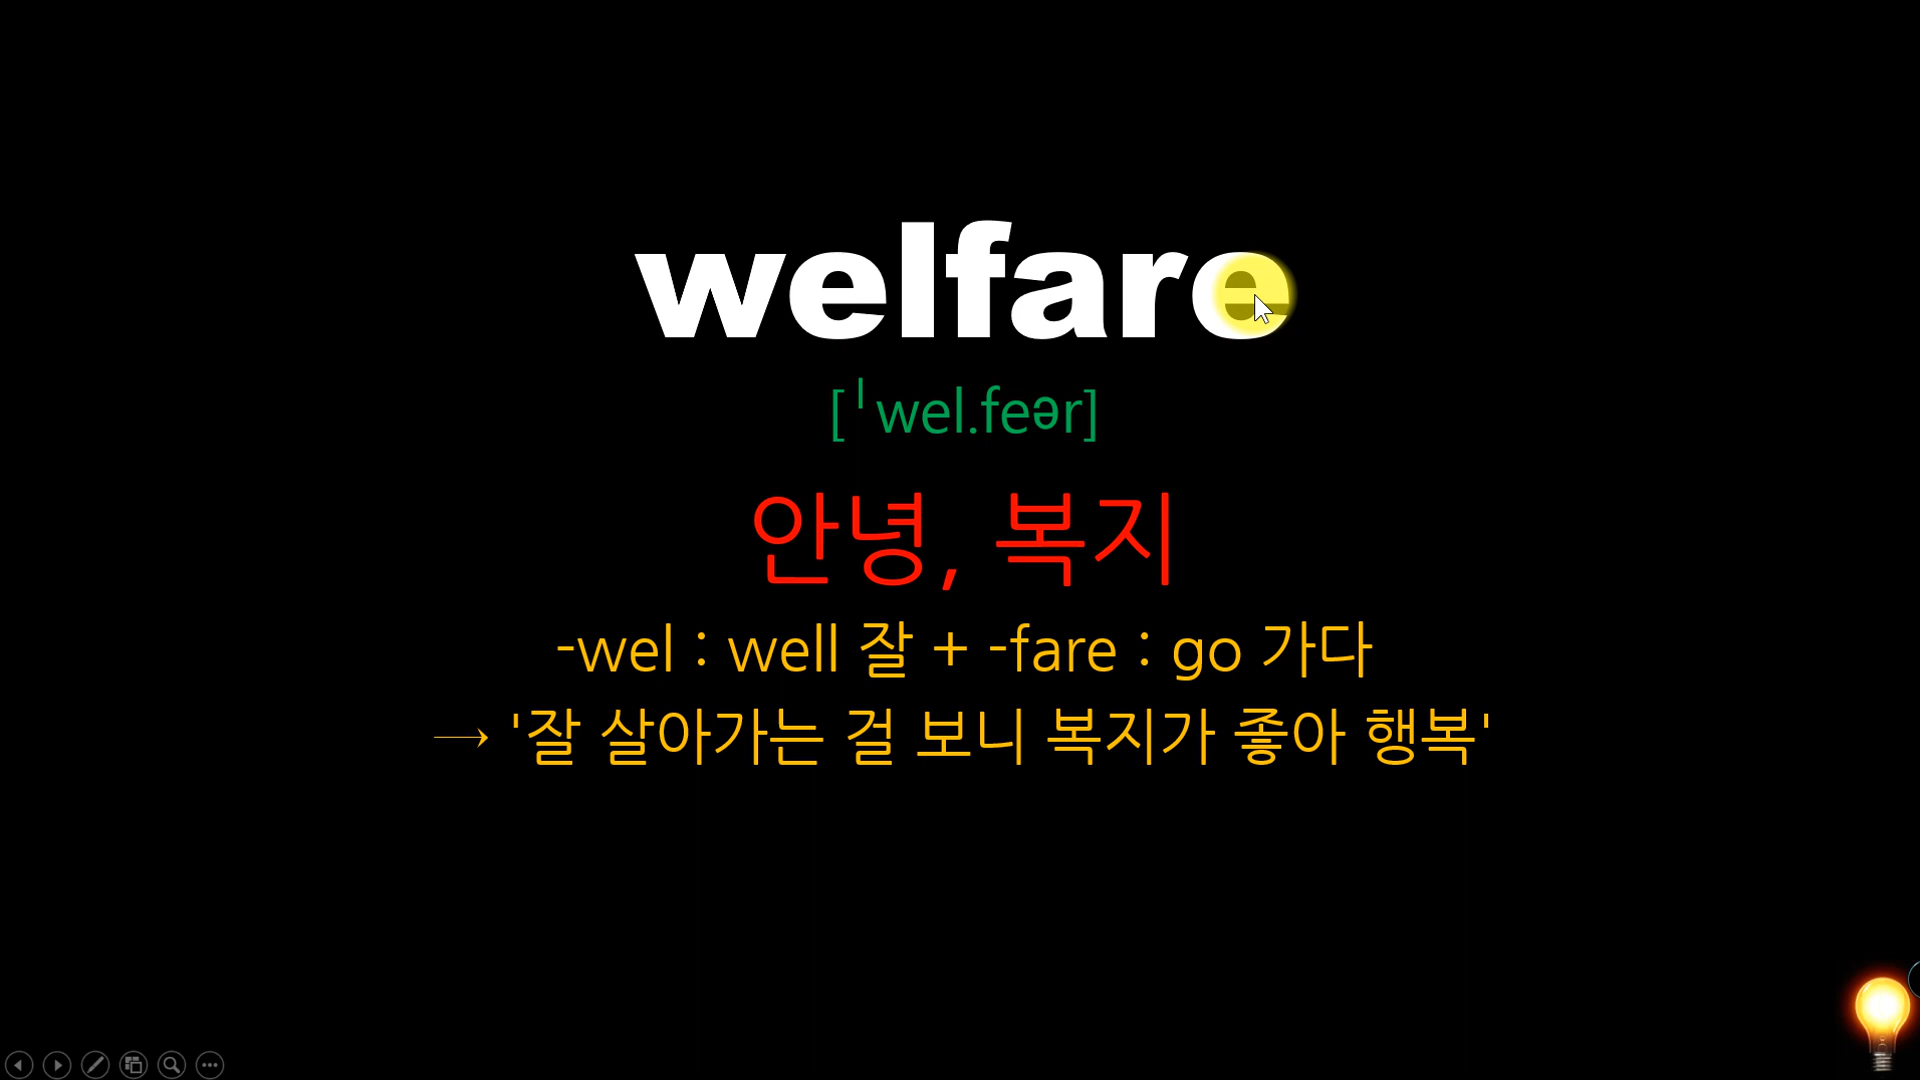 welfare
[ˈwel.feər]
안녕, 복지
-wel : well 잘 + -fare : go 가다
→ '잘 살아가는 걸 보니 복지가 좋아 행복'